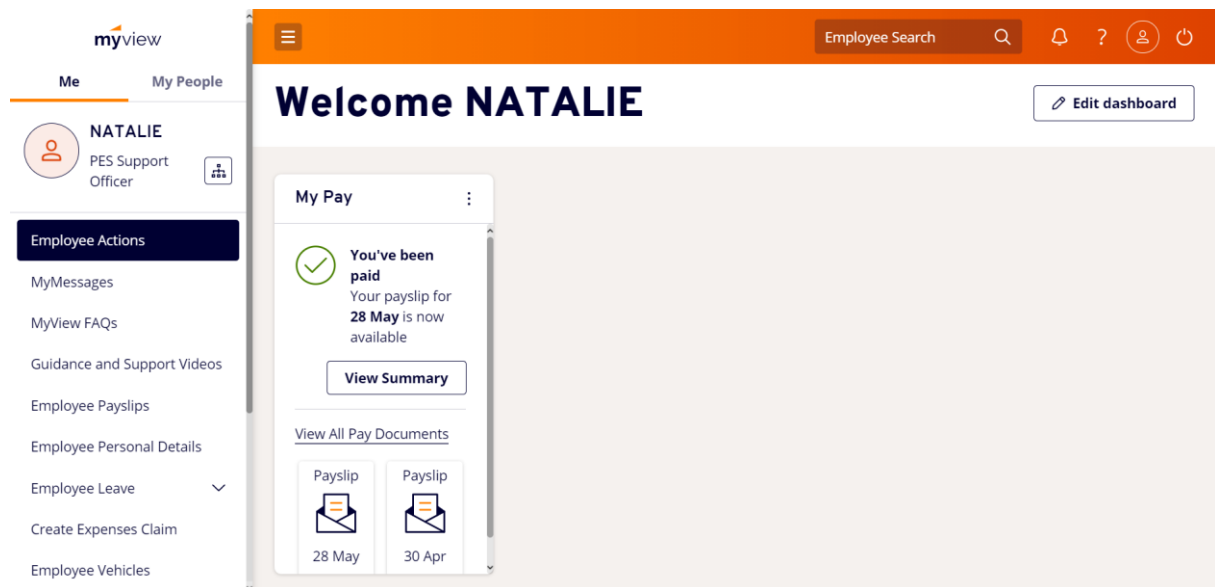 myview
Me
My People
NATALIE
PES Support
Officer
Employee Actions
MyMessages
MyView FAQs
Guidance and Support Videos
Employee Payslips
Employee Personal Details
Employee Leave
Create Expenses Claim
Employee Vehicles
Employee Search
?
Welcome NATALIE
Edit dashboard
My Pay
You've been
paid
Your payslip for
28 May is now
available
View Summary
View All Pay Documents
Payslip
28 May
Payslip
30 Apr